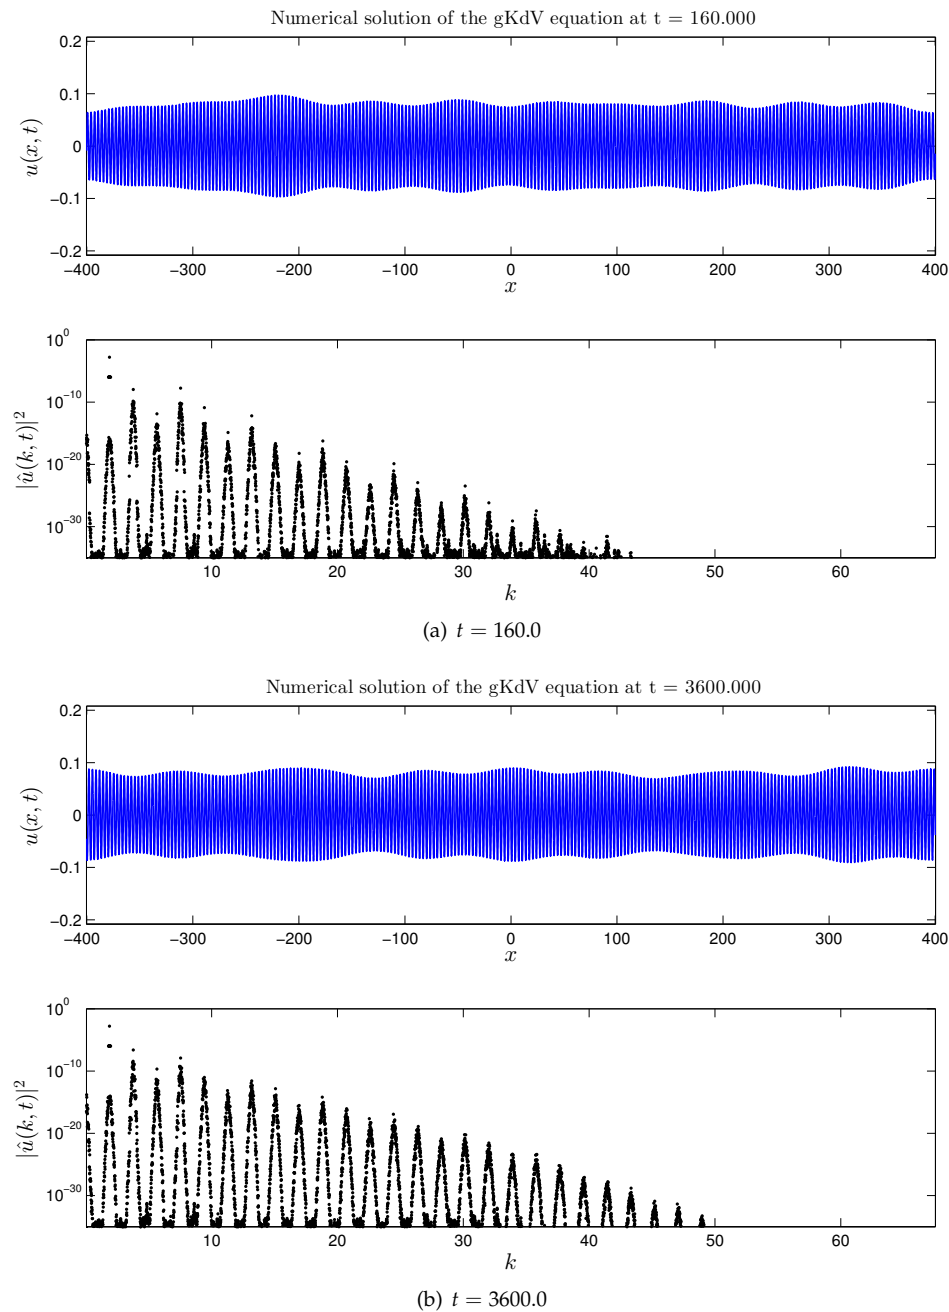 Numerical solution of the gKdV equation at t = 160.000
0.2
0.1
0
−0.1
−0.2
u(x, t)
−400 −300 −200 −100 0 100 200 300 400
x
10^0
10^−10
10^−20
10^−30
|û(k, t)|^2
10 20 30 40 50 60
k
(a) t = 160.0
Numerical solution of the gKdV equation at t = 3600.000
0.2
0.1
0
−0.1
−0.2
u(x, t)
−400 −300 −200 −100 0 100 200 300 400
x
10^0
10^−10
10^−20
10^−30
|û(k, t)|^2
10 20 30 40 50 60
k
(b) t = 3600.0